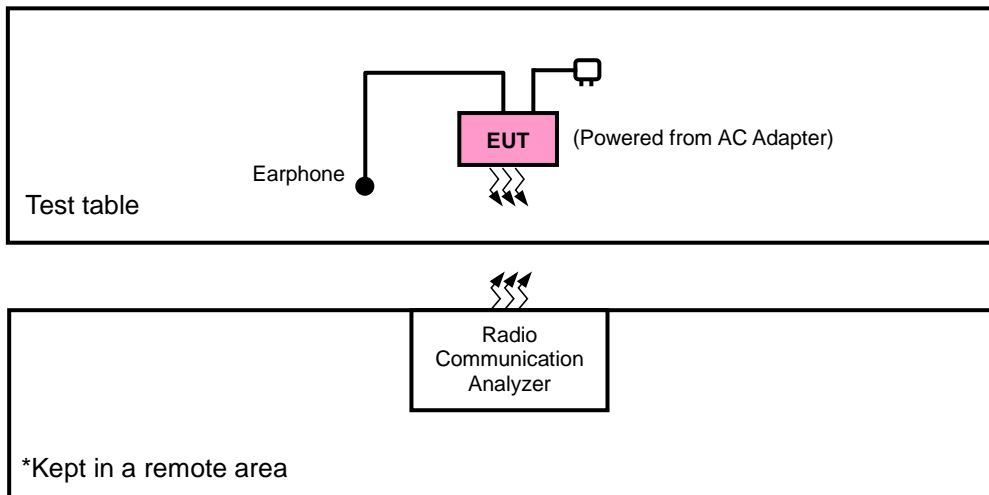 EUT
(Powered from AC Adapter)
Earphone
Test table
Radio
Communication
Analyzer
*Kept in a remote area